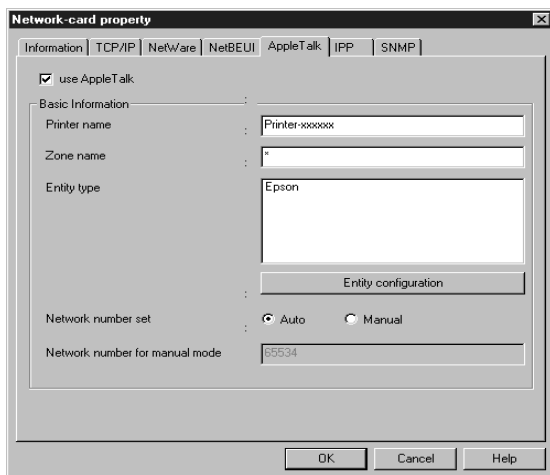 Network-card property
Information TCP/IP NetWare NetBEUI AppleTalk IPP SNMP
use AppleTalk
Basic Information :
Printer name : Printer-xxxxxx
Zone name : *
Entity type Epson
Entity configuration
:
Network number set : Auto Manual
Network number for manual mode 65534
OK Cancel Help